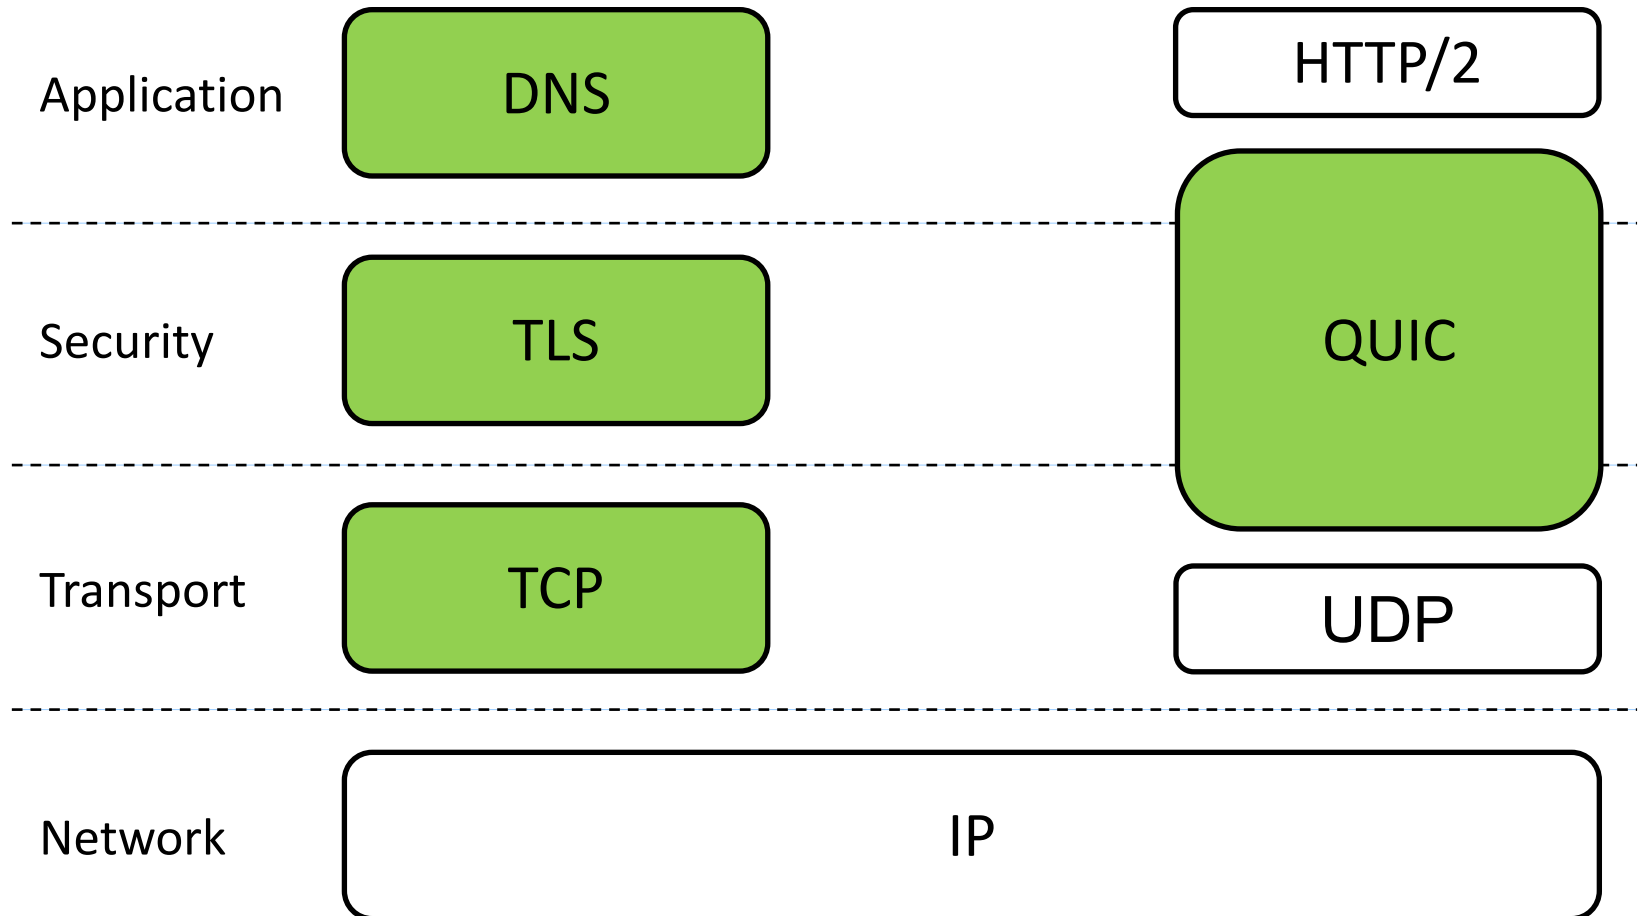 Application
DNS
HTTP/2
Security
TLS
QUIC
Transport
TCP
UDP
Network
IP